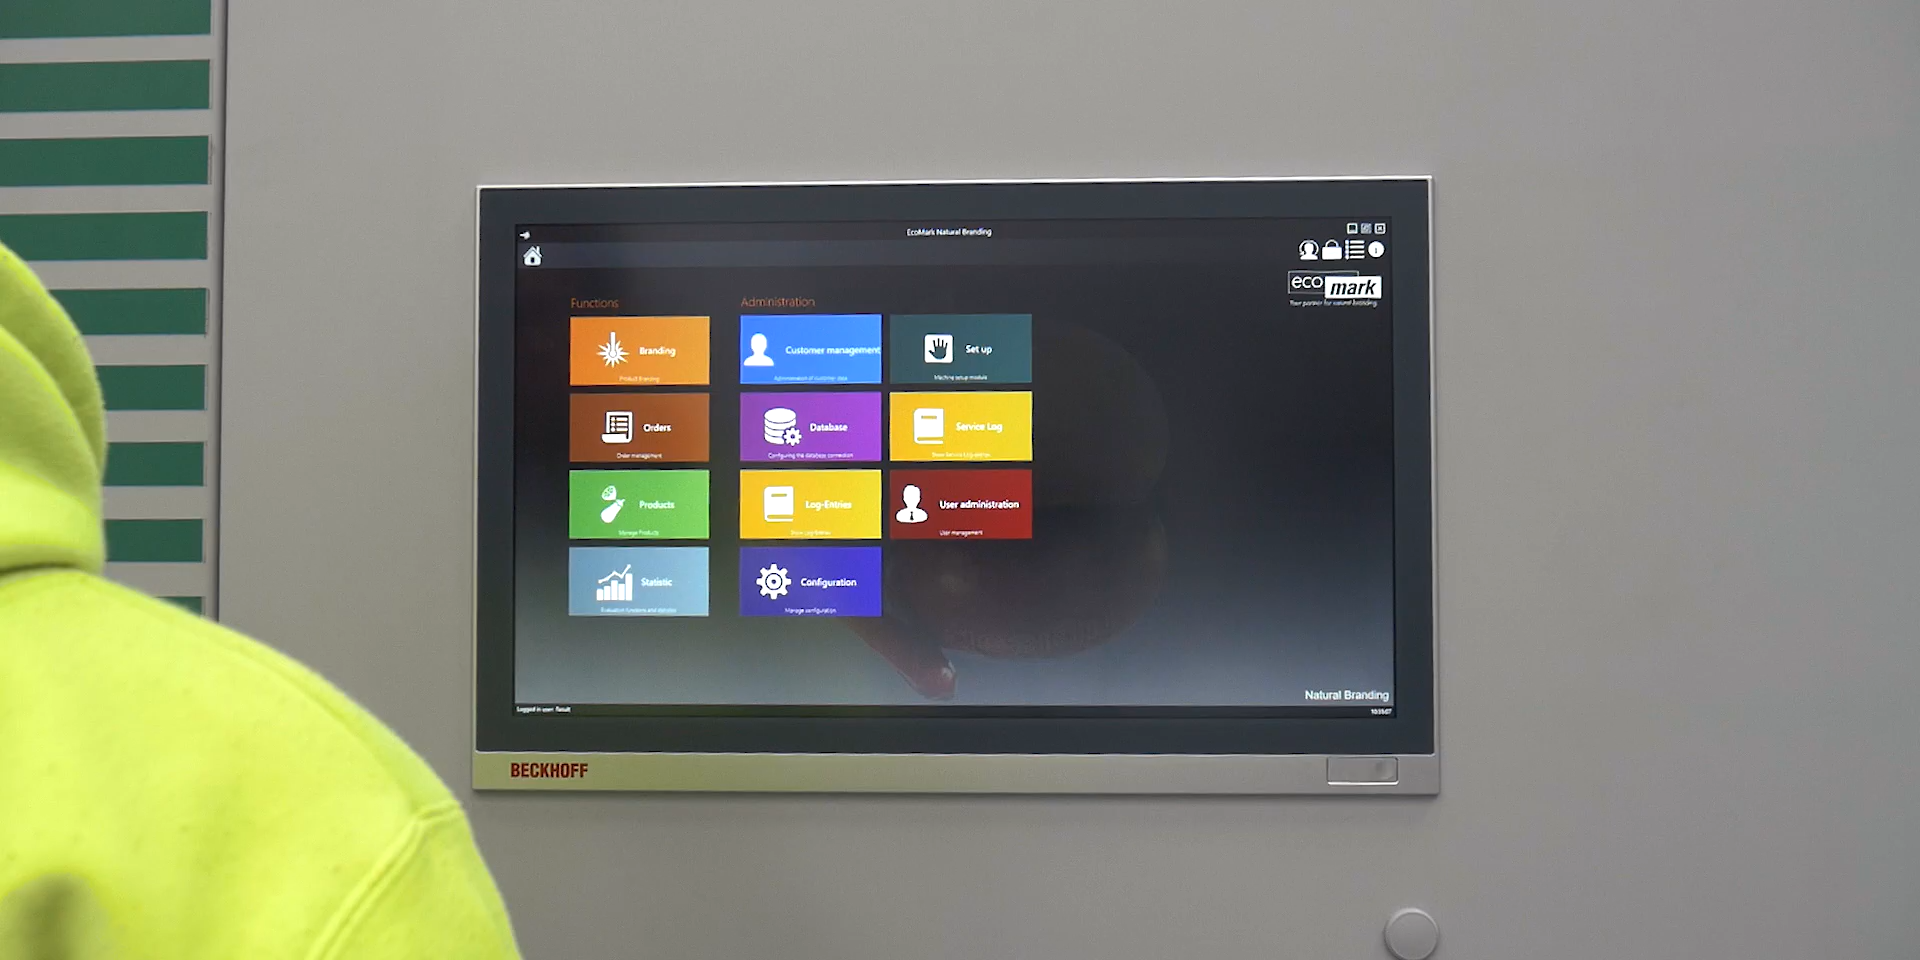 EcoMark Natural Branding
eco mark
Your partner for natural branding.
Functions
Administration
Branding
Product Branding
Customer management
Administration of customer data
Set up
Machine setup module
Orders
Order management
Database
Configuring the database connection
Service Log
Show Service Log-entries
Products
Manage Products
Log-Entries
Show Log-Entries
User administration
User management
Statistic
Evaluation functions and statistic
Configuration
Manage configuration
Natural Branding
Logged in user:
BECKHOFF